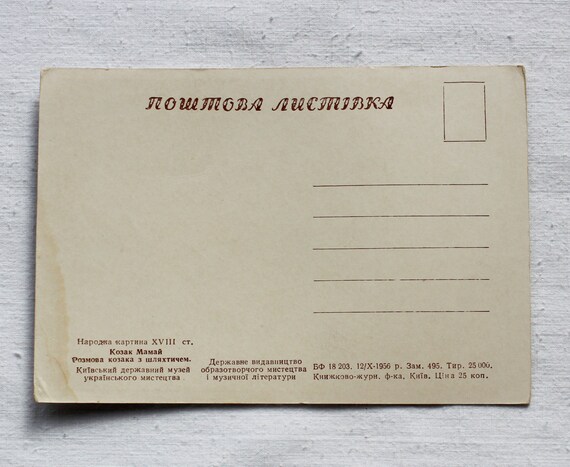 ПОШТОВА ЛИСТІВКА
Народна картина XVIII ст.
Козак Мамай
Розмова козака з шляхтичем.
Київський державний музей
українського мистецтва
Державне видавництво
образотворчого мистецтва
і музичної літератури
БФ 18 203. 12/X-1956 р. Зам. 495. Тир. 25 000.
Книжково-журн. ф-ка, Київ. Ціна 25 коп.